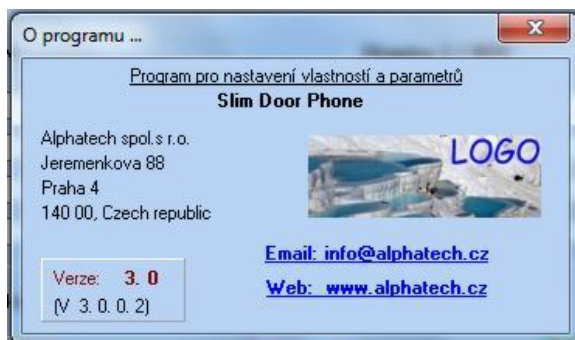 O programu ...
Program pro nastavení vlastností a parametrů
Slim Door Phone
Alphatech spol.s r.o.
Jeremenkova 88
Praha 4
140 00, Czech republic
LOGO
Email: info@alphatech.cz
Web: www.alphatech.cz
Verze: 3. 0
(V 3. 0. 0. 2)